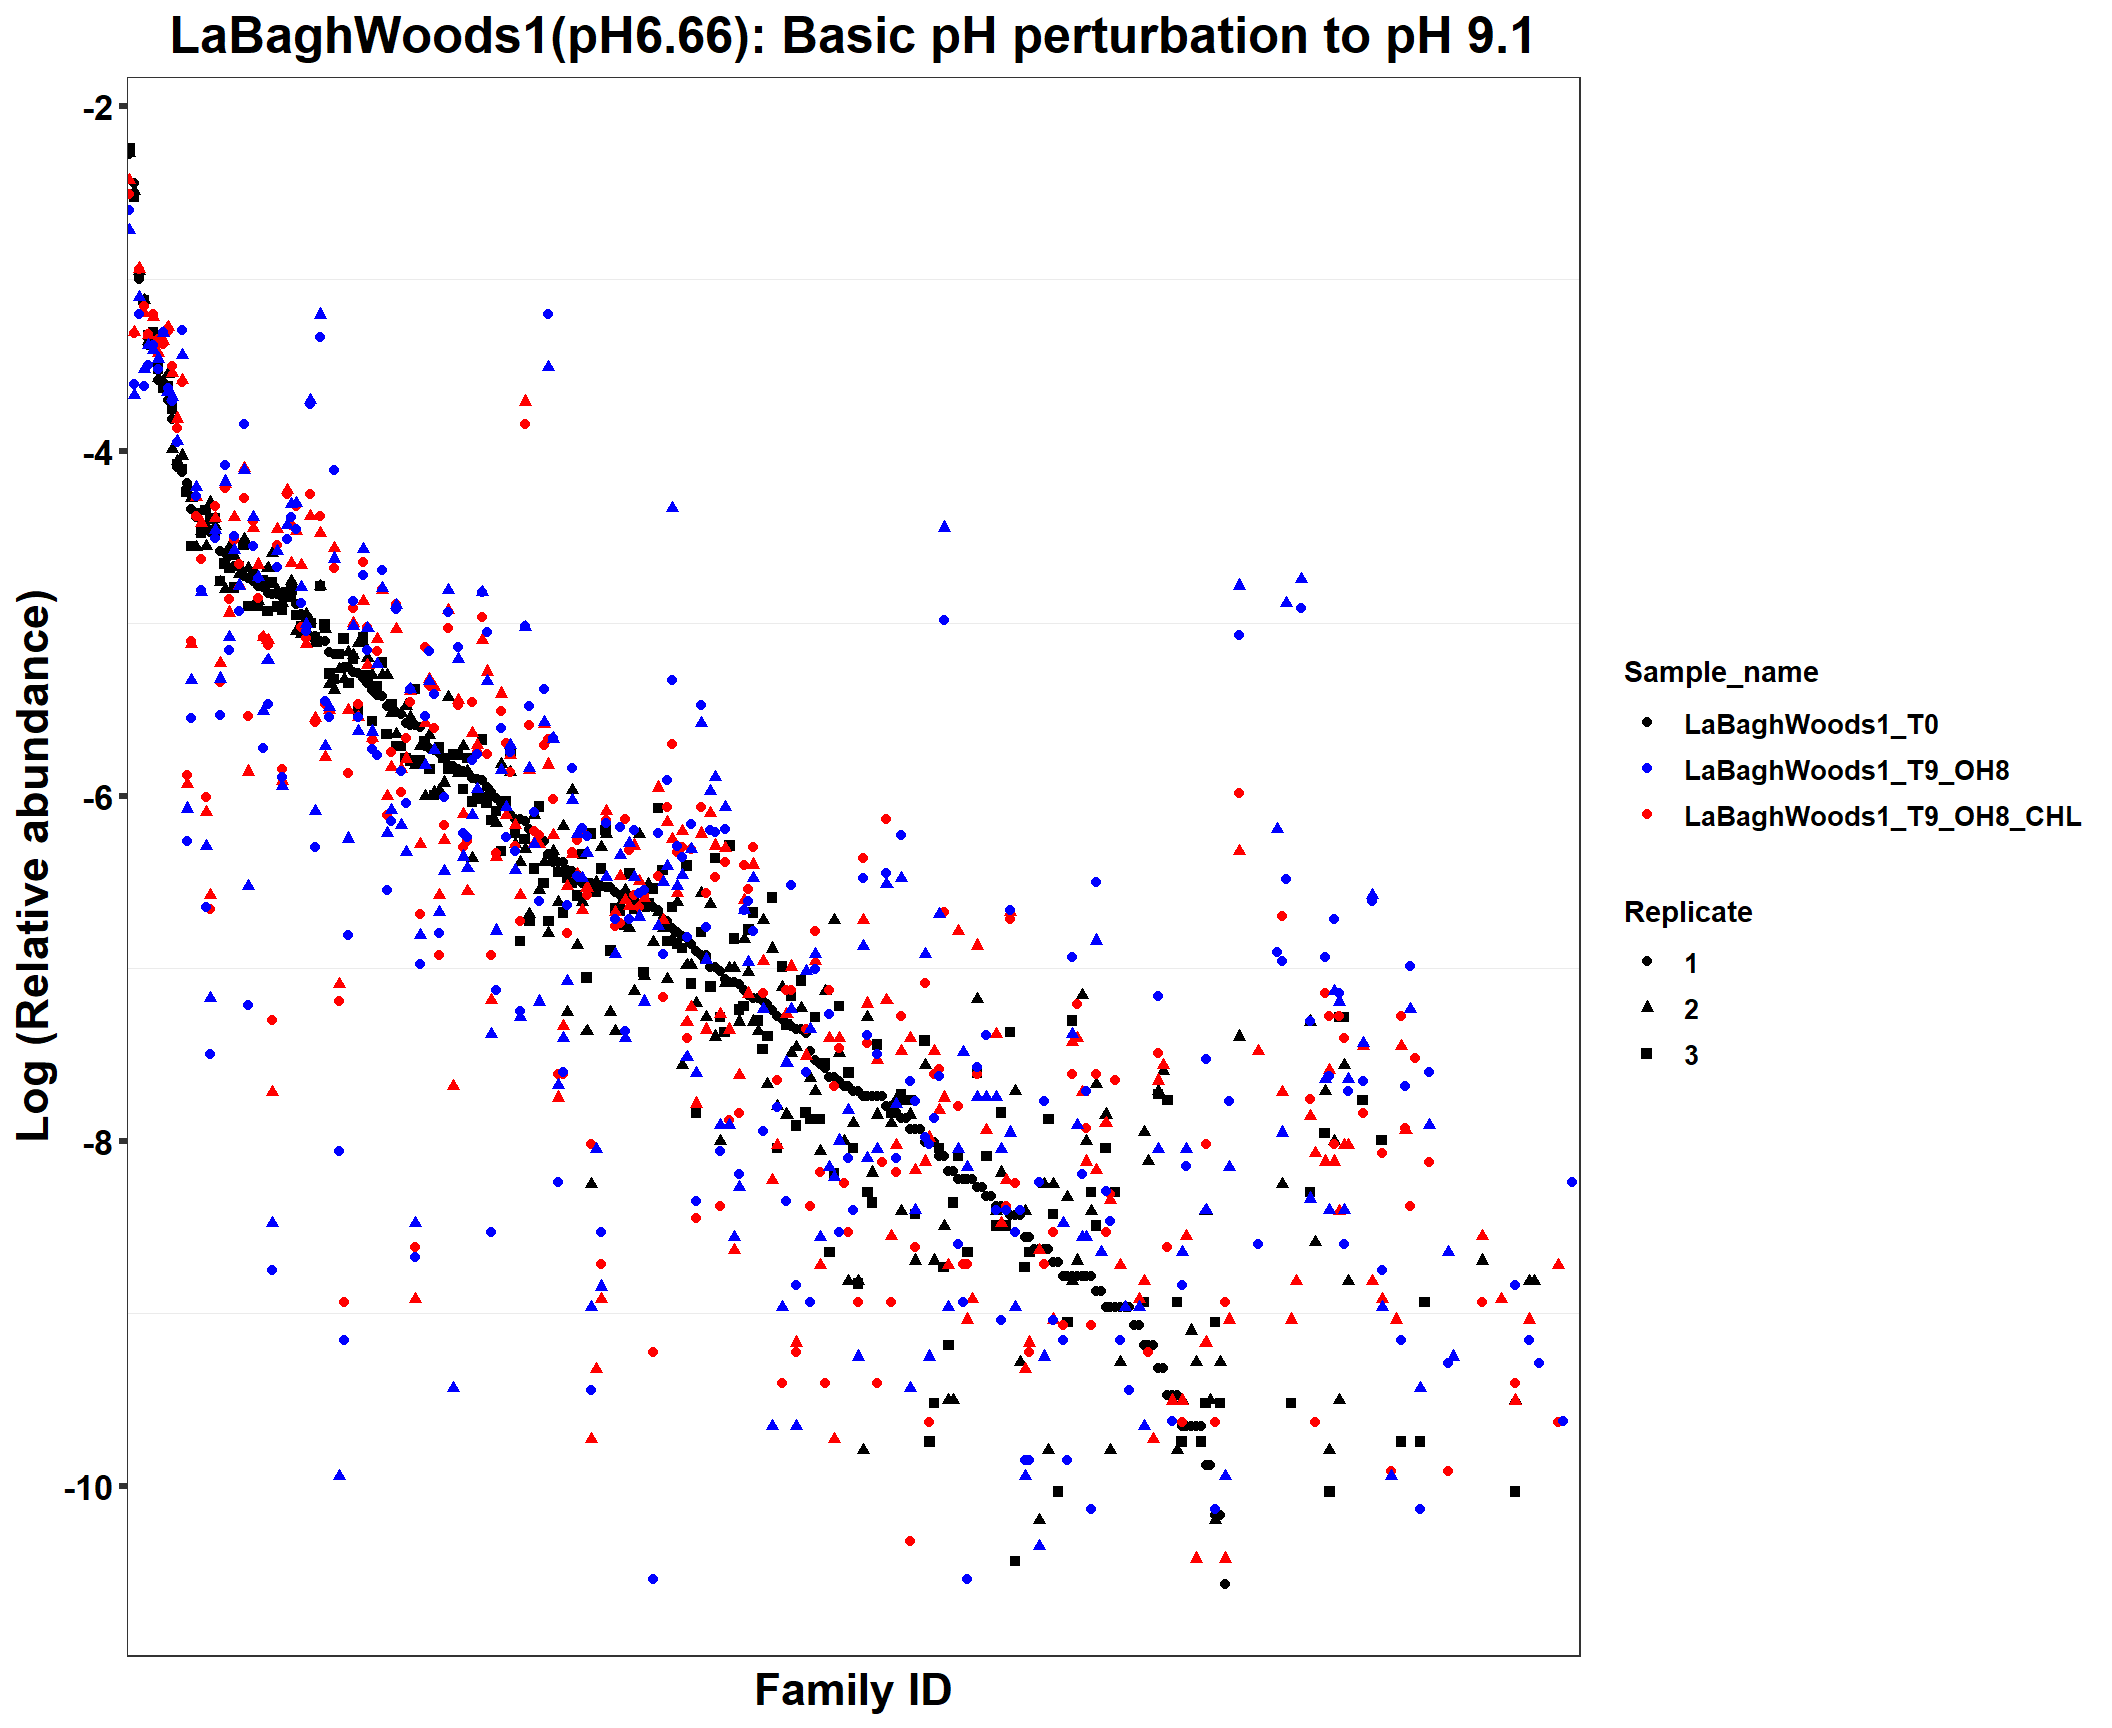 LaBaghWoods1(pH6.66): Basic pH perturbation to pH 9.1
-2
-4
-6
-8
-10
Log (Relative abundance)
Family ID
Sample_name
LaBaghWoods1_T0
LaBaghWoods1_T9_OH8
LaBaghWoods1_T9_OH8_CHL
Replicate
1
2
3